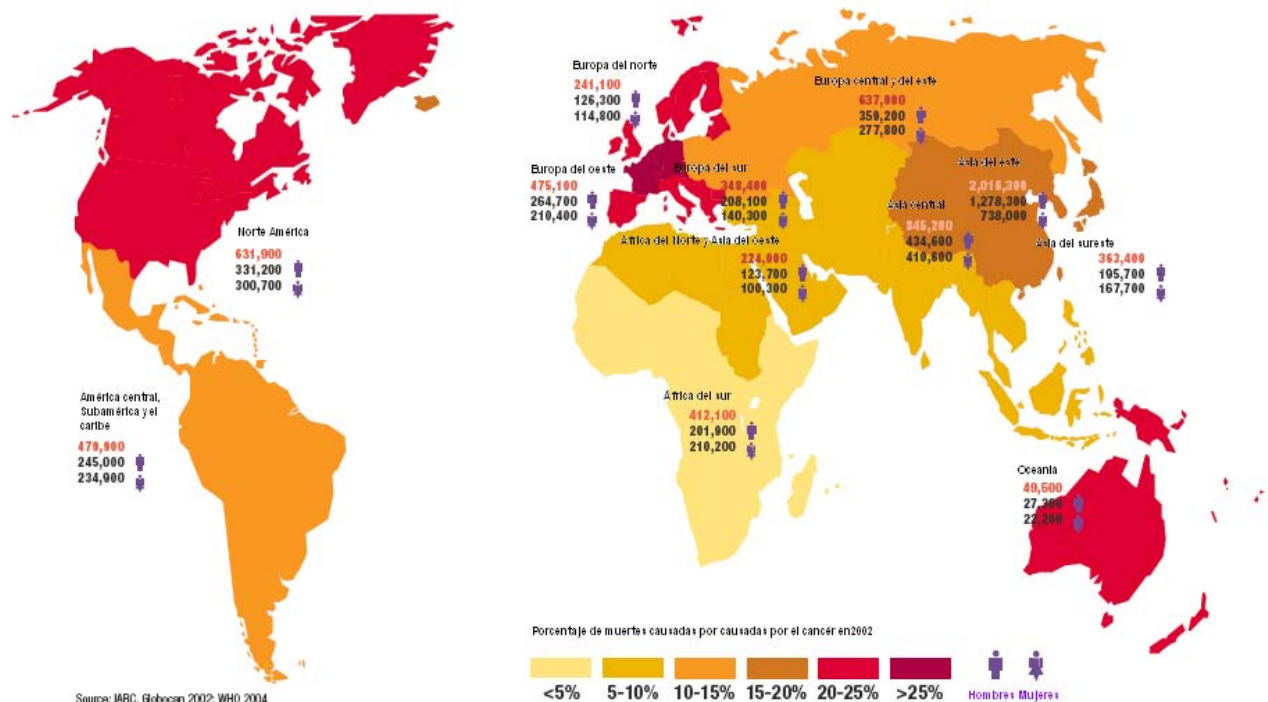 Europa del norte
241,100
126,300
114,800
Europa central y del este
637,900
359,200
277,800
Europa del oeste
475,100
264,700
210,400
Europa del sur
348,400
208,100
140,300
Asia del este
2,016,300
1,278,300
738,000
Asia central
845,200
434,600
410,600
Asia del sureste
363,400
195,700
167,700
Norte América
631,900
331,200
300,700
Africa del Norte y Asia del oeste
224,000
123,700
100,300
América central,
Subamérica y el
caribe
479,900
245,000
234,900
Africa del sur
412,100
201,900
210,200
Oceania
49,500
27,300
22,200
Porcentaje de muertes causadas por causadas por el cancér en2002
<5% 5-10% 10-15% 15-20% 20-25% >25% Hombres Mujeres
Source: IARC, Globocan 2002; WHO 2004